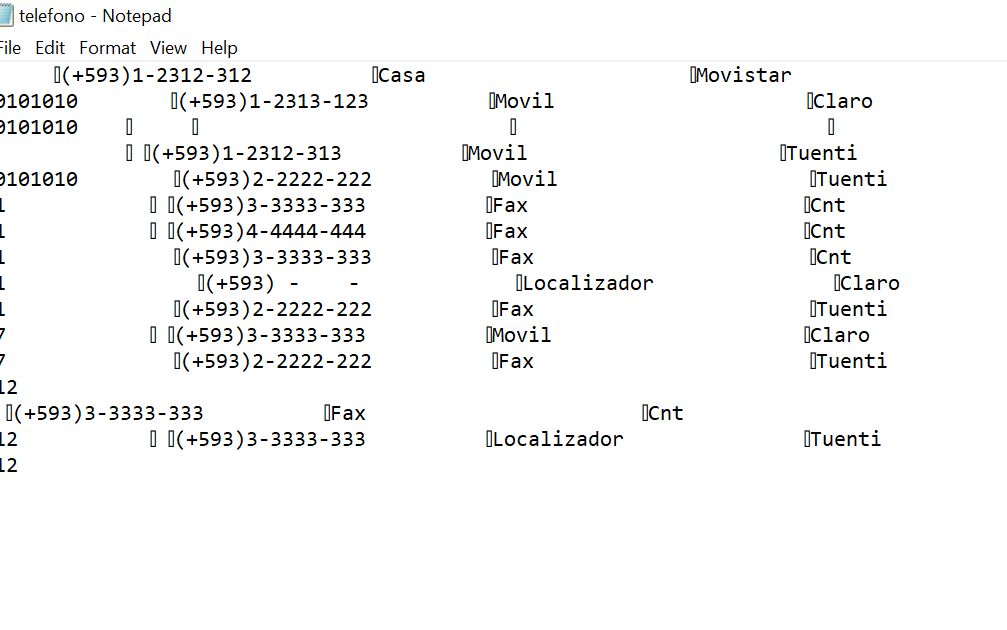 telefono - Notepad
File Edit Format View Help
(+593)1-2312-312 Casa Movistar
0101010 (+593)1-2313-123 Movil Claro
0101010
(+593)1-2312-313 Movil Tuenti
0101010 (+593)2-2222-222 Movil Tuenti
1 (+593)3-3333-333 Fax Cnt
1 (+593)4-4444-444 Fax Cnt
1 (+593)3-3333-333 Fax Cnt
1 (+593) - - Localizador Claro
1 (+593)2-2222-222 Fax Tuenti
7 (+593)3-3333-333 Movil Claro
7 (+593)2-2222-222 Fax Tuenti
12
(+593)3-3333-333 Fax Cnt
12 (+593)3-3333-333 Localizador Tuenti
12